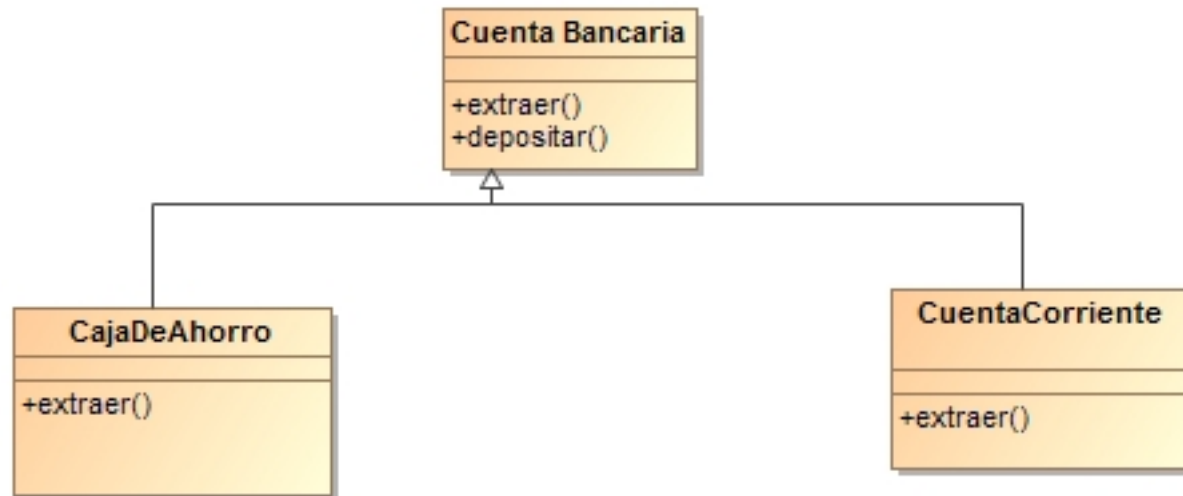 Cuenta Bancaria
+extraer()
+depositar()
CajaDeAhorro
+extraer()
CuentaCorriente
+extraer()